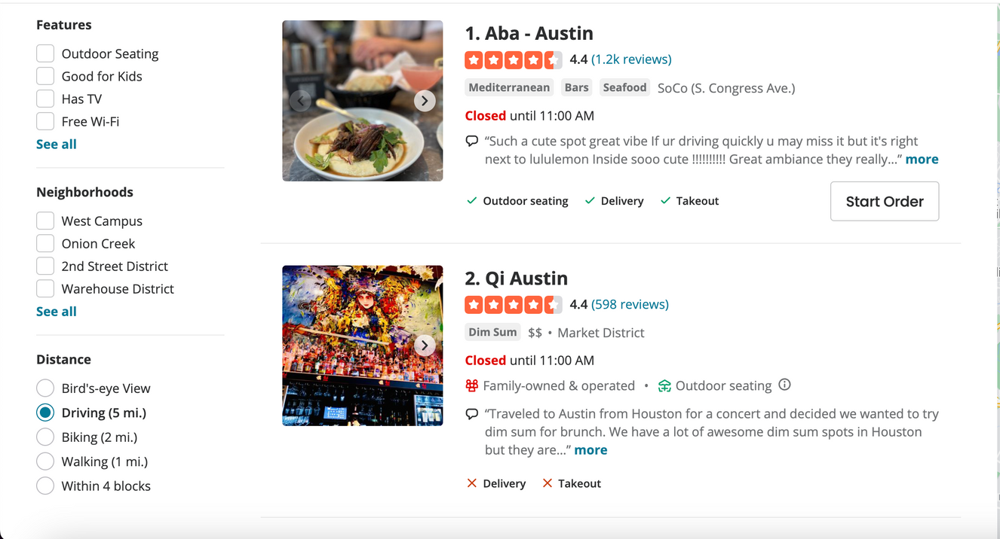 Features
Outdoor Seating
Good for Kids
Has TV
Free Wi-Fi
See all
Neighborhoods
West Campus
Onion Creek
2nd Street District
Warehouse District
See all
Distance
Bird's-eye View
Driving (5 mi.)
Biking (2 mi.)
Walking (1 mi.)
Within 4 blocks
1. Aba - Austin
4.4 (1.2k reviews)
Mediterranean Bars Seafood SoCo (S. Congress Ave.)
Closed until 11:00 AM
“Such a cute spot great vibe If ur driving quickly u may miss it but it's right
next to lululemon Inside sooo cute !!!!!!!!!! Great ambiance they really...” more
Outdoor seating Delivery Takeout
Start Order
2. Qi Austin
4.4 (598 reviews)
Dim Sum $$ • Market District
Closed until 11:00 AM
Family-owned & operated • Outdoor seating
“Traveled to Austin from Houston for a concert and decided we wanted to try
dim sum for brunch. We have a lot of awesome dim sum spots in Houston
but they are...” more
Delivery Takeout